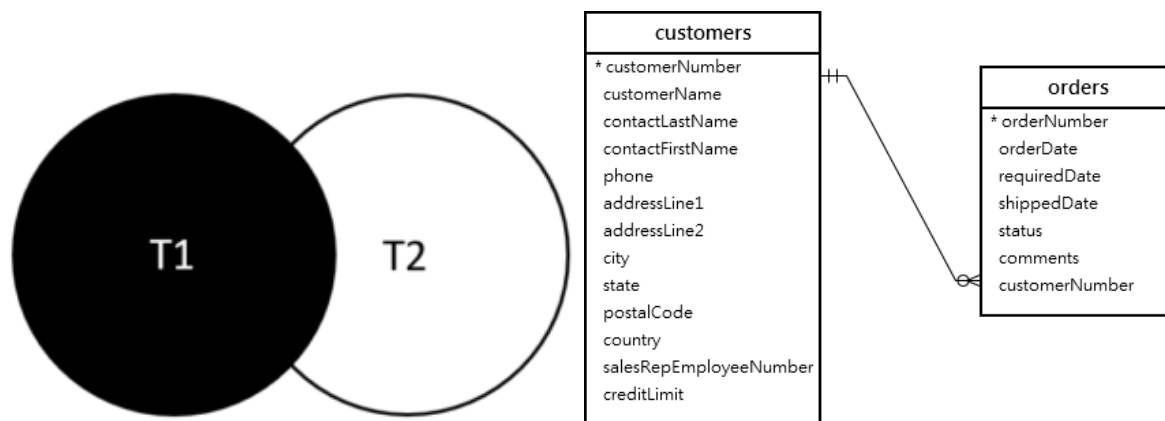 T1
T2
customers
* customerNumber
customerName
contactLastName
contactFirstName
phone
addressLine1
addressLine2
city
state
postalCode
country
salesRepEmployeeNumber
creditLimit
orders
* orderNumber
orderDate
requiredDate
shippedDate
status
comments
customerNumber